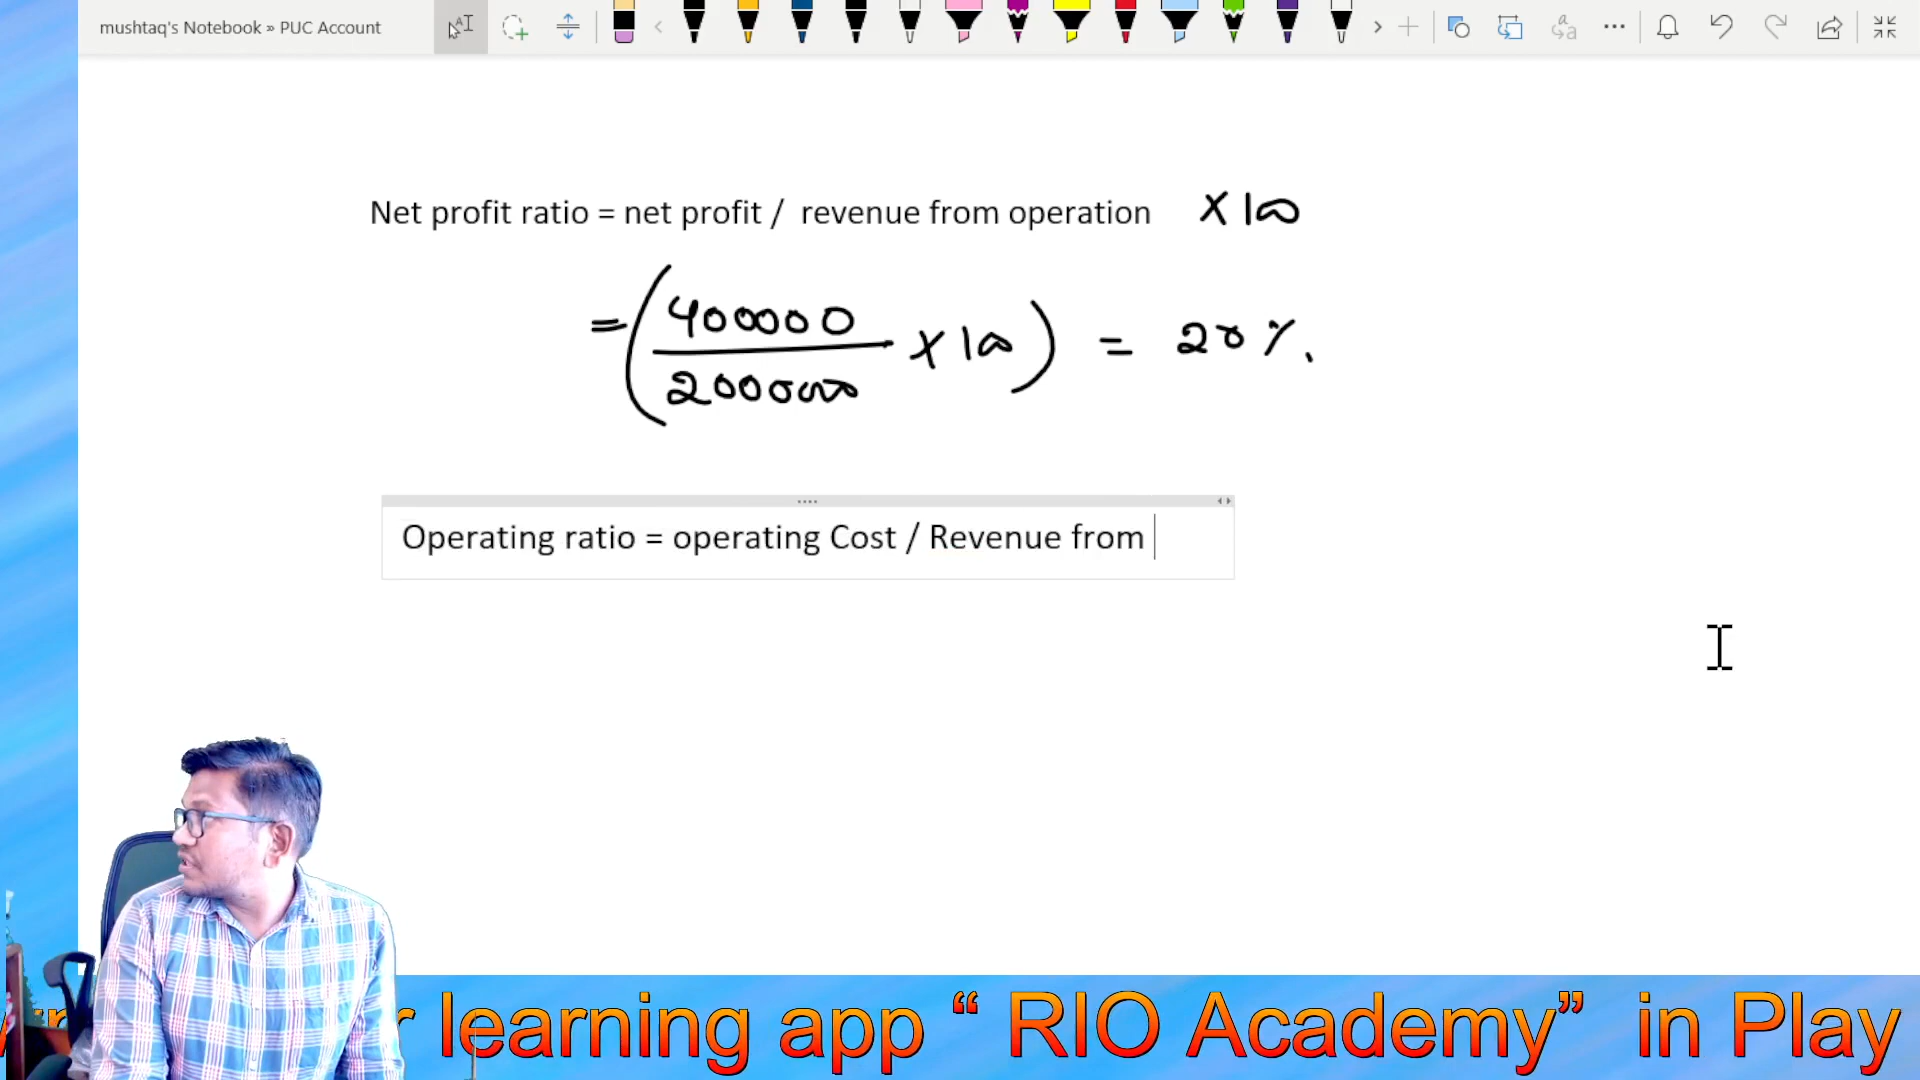 mushtaq's Notebook » PUC Account
Net profit ratio = net profit / revenue from operation X 100
= ( 400000 / 2000000 X 100 ) = 20 %.
Operating ratio = operating Cost / Revenue from
r learning app “ RIO Academy” in Play